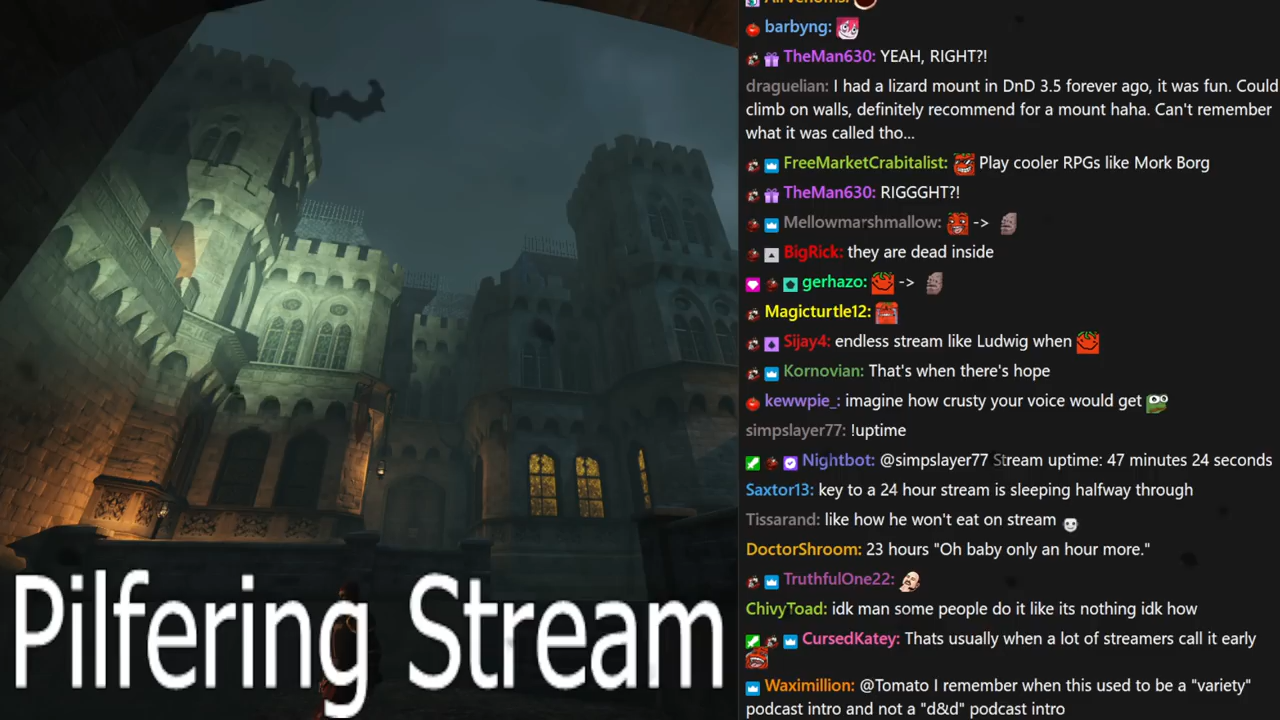 barbyng:
TheMan630: YEAH, RIGHT?!
draguelian: I had a lizard mount in DnD 3.5 forever ago, it was fun. Could
climb on walls, definitely recommend for a mount haha. Can't remember
what it was called tho...
FreeMarketCrabitalist: Play cooler RPGs like Mork Borg
TheMan630: RIGGGHT?!
Mellowmarshmallow: ->
BigRick: they are dead inside
gerhazo: ->
Magicturtle12:
Sijay4: endless stream like Ludwig when
Kornovian: That's when there's hope
kewwpie_: imagine how crusty your voice would get
simpslayer77: !uptime
Nightbot: @simpslayer77 Stream uptime: 47 minutes 24 seconds
Saxtor13: key to a 24 hour stream is sleeping halfway through
Tissarand: like how he won't eat on stream
DoctorShroom: 23 hours "Oh baby only an hour more."
TruthfulOne22:
ChivyToad: idk man some people do it like its nothing idk how
CursedKatey: Thats usually when a lot of streamers call it early
Waximillion: @Tomato I remember when this used to be a "variety"
podcast intro and not a "d&d" podcast intro
Pilfering Stream